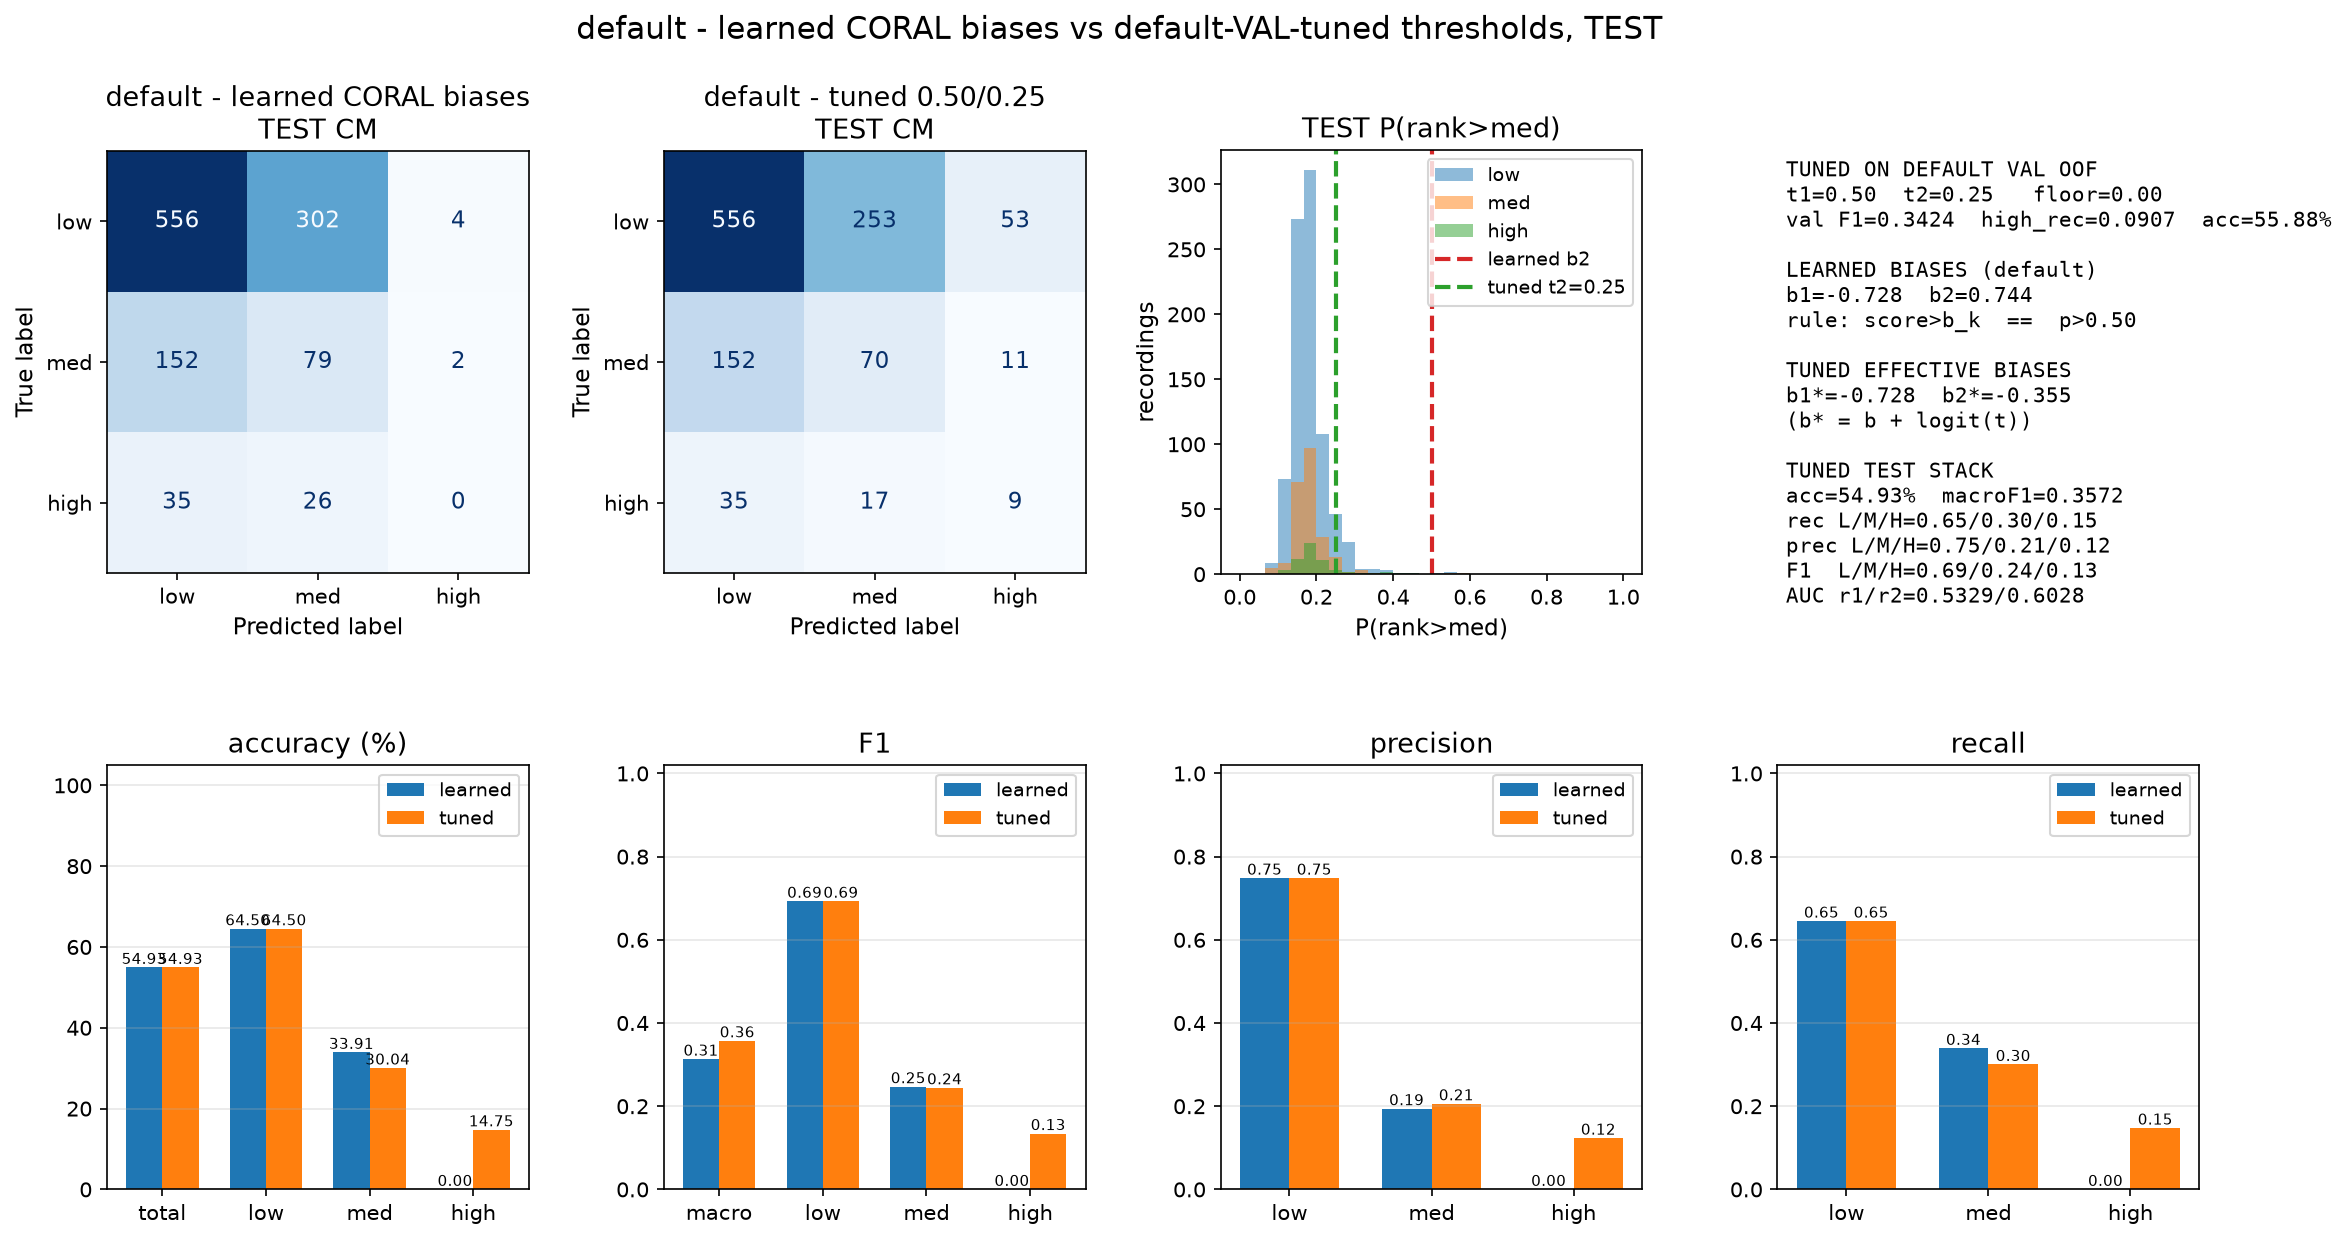 default - learned CORAL biases vs default-VAL-tuned thresholds, TEST
default - learned CORAL biases
TEST CM
True label
low
med
high
556 302 4
152 79 2
35 26 0
low med high
Predicted label
default - tuned 0.50/0.25
TEST CM
True label
low
med
high
556 253 53
152 70 11
35 17 9
low med high
Predicted label
TEST P(rank>med)
recordings
300
250
200
150
100
50
0
0.0 0.2 0.4 0.6 0.8 1.0
P(rank>med)
low
med
high
learned b2
tuned t2=0.25
TUNED ON DEFAULT VAL OOF
t1=0.50 t2=0.25 floor=0.00
val F1=0.3424 high_rec=0.0907 acc=55.88%
LEARNED BIASES (default)
b1=-0.728 b2=0.744
rule: score>b_k == p>0.50
TUNED EFFECTIVE BIASES
b1*=-0.728 b2*=-0.355
(b* = b + logit(t))
TUNED TEST STACK
acc=54.93% macroF1=0.3572
rec L/M/H=0.65/0.30/0.15
prec L/M/H=0.75/0.21/0.12
F1 L/M/H=0.69/0.24/0.13
AUC r1/r2=0.5329/0.6028
accuracy (%)
100
80
60
40
20
0
learned
tuned
54.93 54.93
64.50 64.50
33.91 30.04
0.00 14.75
total low med high
F1
1.0
0.8
0.6
0.4
0.2
0.0
learned
tuned
0.31 0.36
0.69 0.69
0.25 0.24
0.00 0.13
macro low med high
precision
1.0
0.8
0.6
0.4
0.2
0.0
learned
tuned
0.75 0.75
0.19 0.21
0.00 0.12
low med high
recall
1.0
0.8
0.6
0.4
0.2
0.0
learned
tuned
0.65 0.65
0.34 0.30
0.00 0.15
low med high